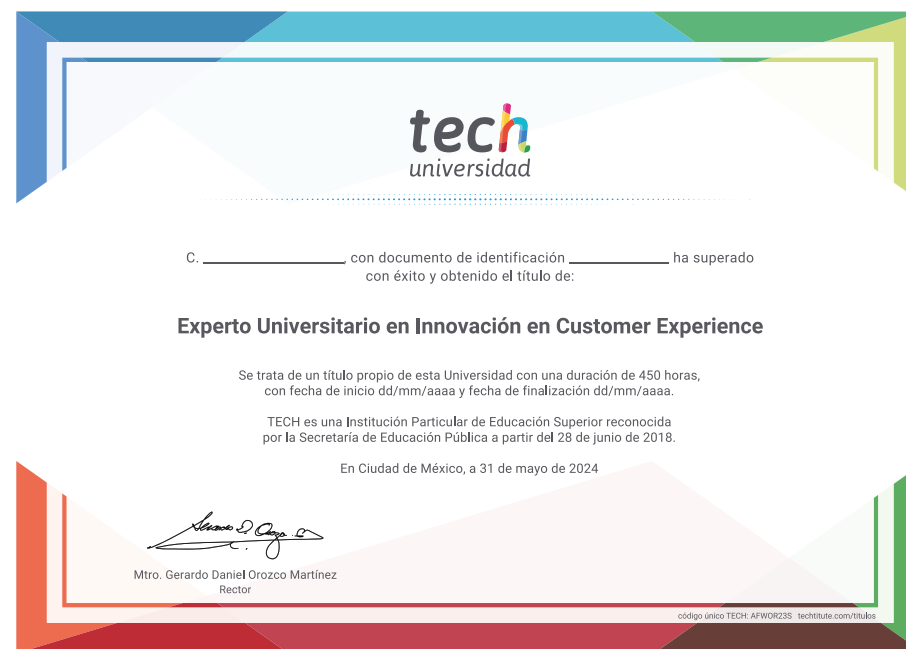 tech
universidad
C. ____________, con documento de identificación ____________ ha superado
con éxito y obtenido el título de:
Experto Universitario en Innovación en Customer Experience
Se trata de un título propio de esta Universidad con una duración de 450 horas,
con fecha de inicio dd/mm/aaaa y fecha de finalización dd/mm/aaaa.
TECH es una Institución Particular de Educación Superior reconocida
por la Secretaría de Educación Pública a partir del 28 de junio de 2018.
En Ciudad de México, a 31 de mayo de 2024
Mtro. Gerardo Daniel Orozco Martínez
Rector
código único TECH: AFWOR23S techtitute.com/titulos